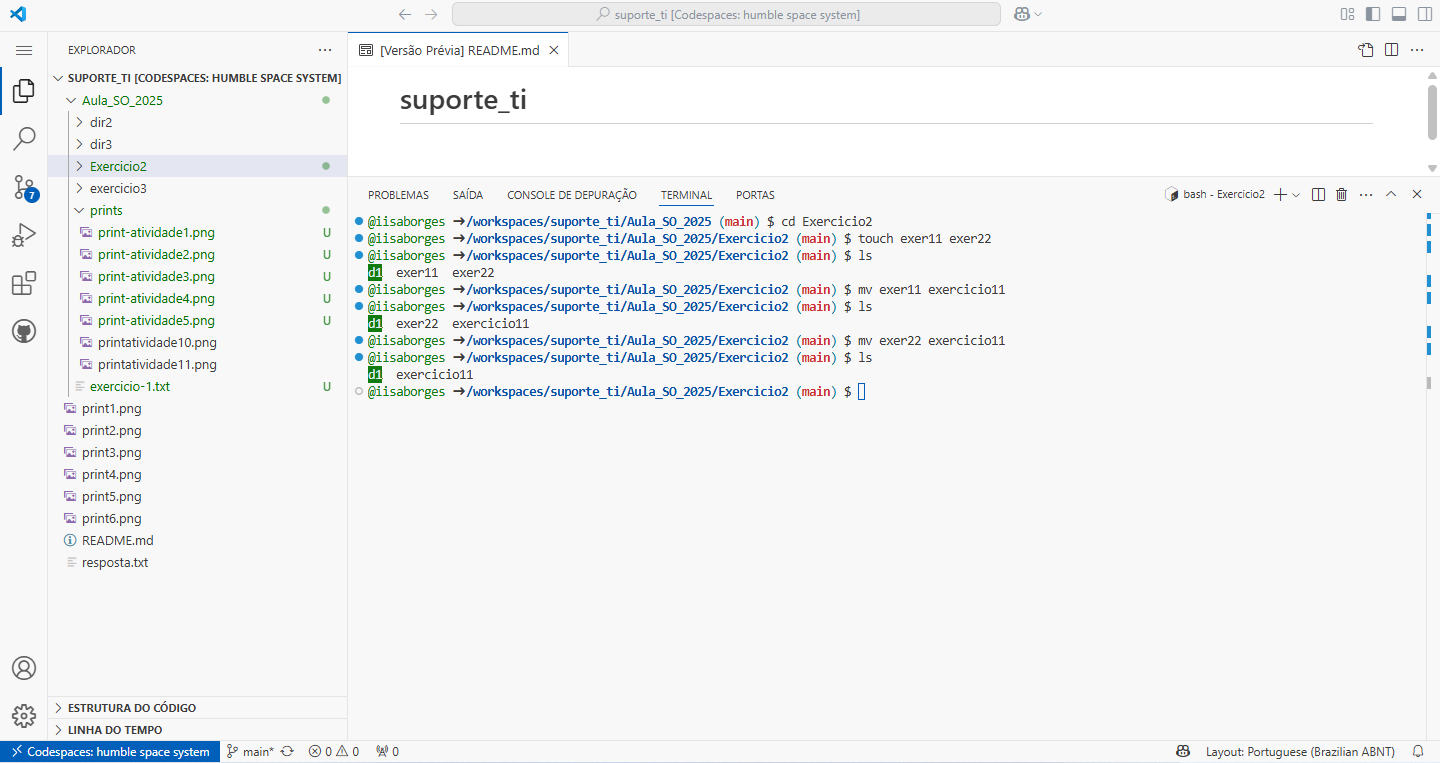 suporte_ti [Codespaces: humble space system]
EXPLORADOR
SUPORTE_TI [CODESPACES: HUMBLE SPACE SYSTEM]
Aula_SO_2025
dir2
dir3
Exercicio2
exercicio3
prints
print-atividade1.png U
print-atividade2.png U
print-atividade3.png U
print-atividade4.png U
print-atividade5.png U
printatividade10.png
printatividade11.png
exercicio-1.txt U
print1.png
print2.png
print3.png
print4.png
print5.png
print6.png
README.md
resposta.txt
ESTRUTURA DO CÓDIGO
LINHA DO TEMPO
7
[Versão Prévia] README.md
suporte_ti
PROBLEMAS SAÍDA CONSOLE DE DEPURAÇÃO TERMINAL PORTAS
bash - Exercicio2
@iisaborges ➜/workspaces/suporte_ti/Aula_SO_2025 (main) $ cd Exercicio2
@iisaborges ➜/workspaces/suporte_ti/Aula_SO_2025/Exercicio2 (main) $ touch exer11 exer22
@iisaborges ➜/workspaces/suporte_ti/Aula_SO_2025/Exercicio2 (main) $ ls
d1 exer11 exer22
@iisaborges ➜/workspaces/suporte_ti/Aula_SO_2025/Exercicio2 (main) $ mv exer11 exercicio11
@iisaborges ➜/workspaces/suporte_ti/Aula_SO_2025/Exercicio2 (main) $ ls
d1 exer22 exercicio11
@iisaborges ➜/workspaces/suporte_ti/Aula_SO_2025/Exercicio2 (main) $ mv exer22 exercicio11
@iisaborges ➜/workspaces/suporte_ti/Aula_SO_2025/Exercicio2 (main) $ ls
d1 exercicio11
@iisaborges ➜/workspaces/suporte_ti/Aula_SO_2025/Exercicio2 (main) $
Codespaces: humble space system main* 0 0 0 Layout: Portuguese (Brazilian ABNT)